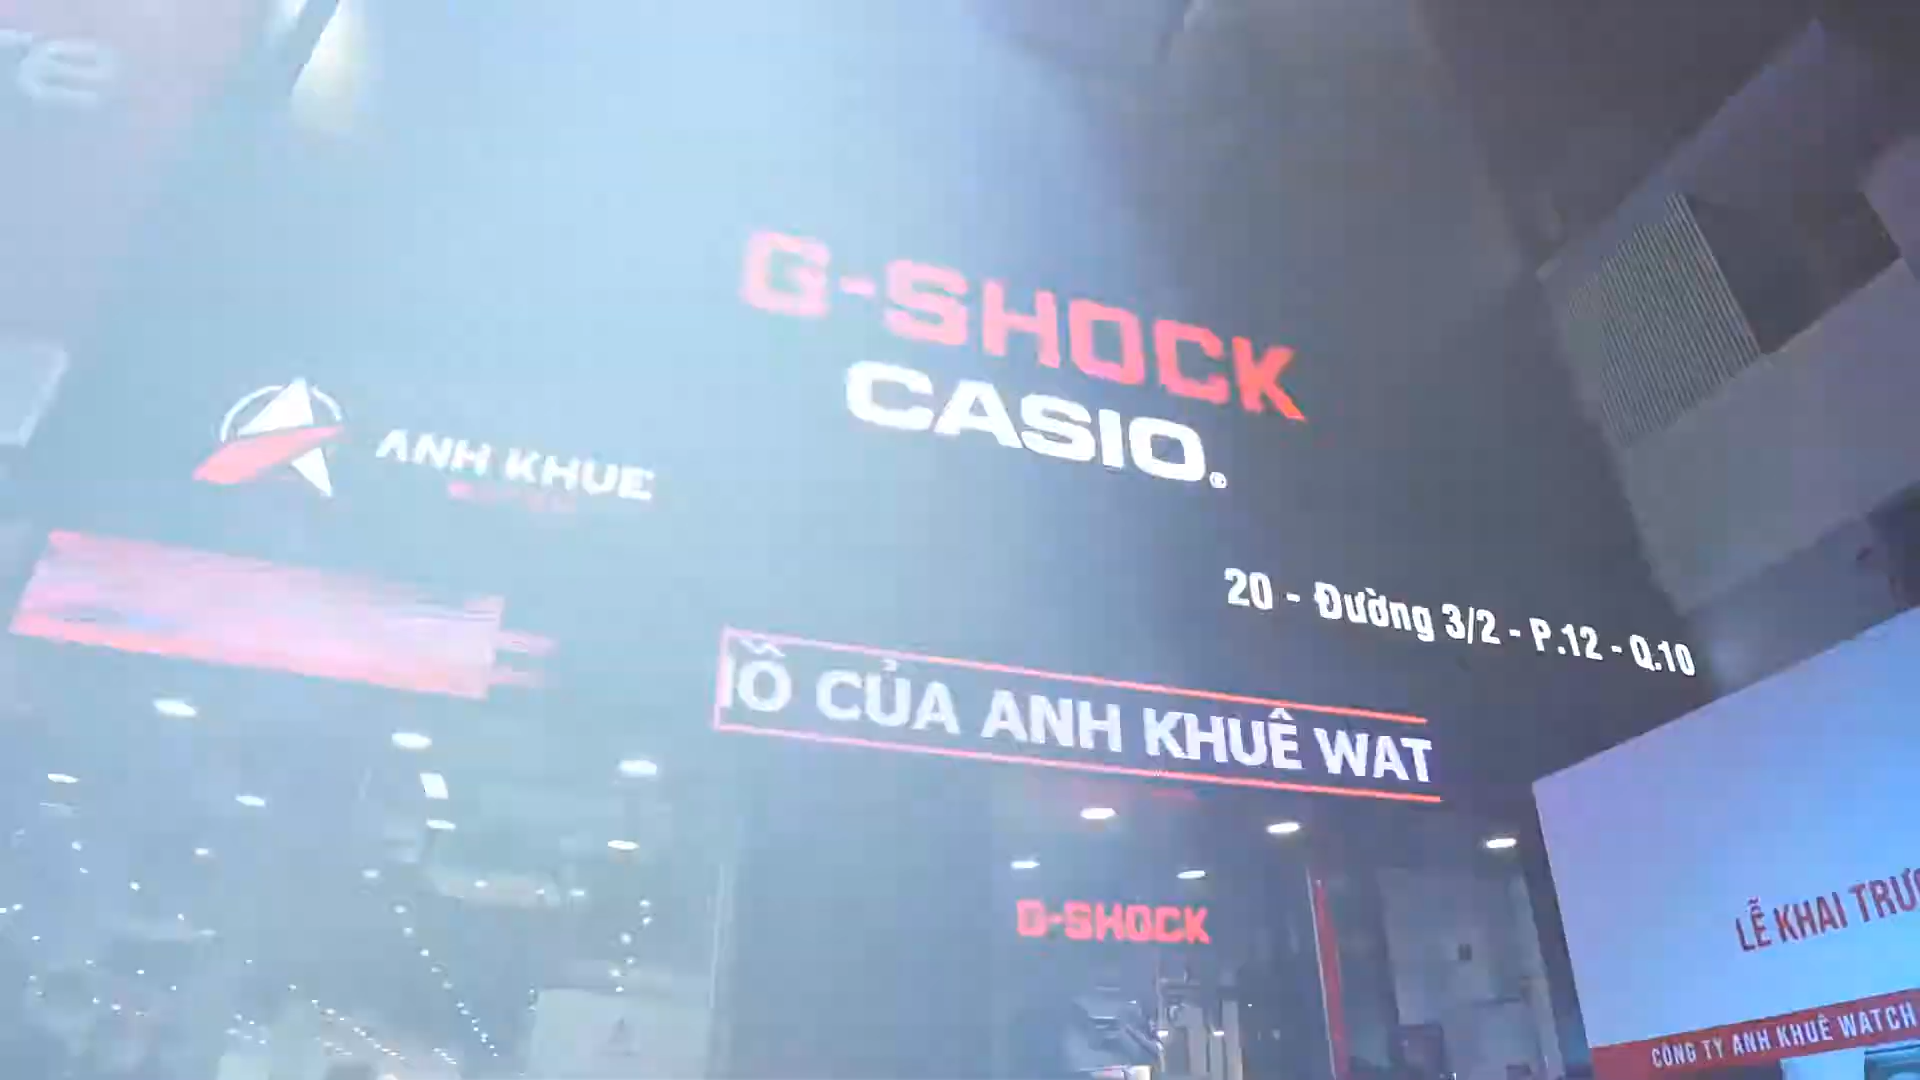 G-SHOCK
CASIO®
ANH KHUE
20 - Đường 3/2 - P.12 - Q.10
CỦA ANH KHUÊ WAT
G-SHOCK
LỄ KHAI TRƯƠ
CÔNG TY ANH KHUÊ WATCH